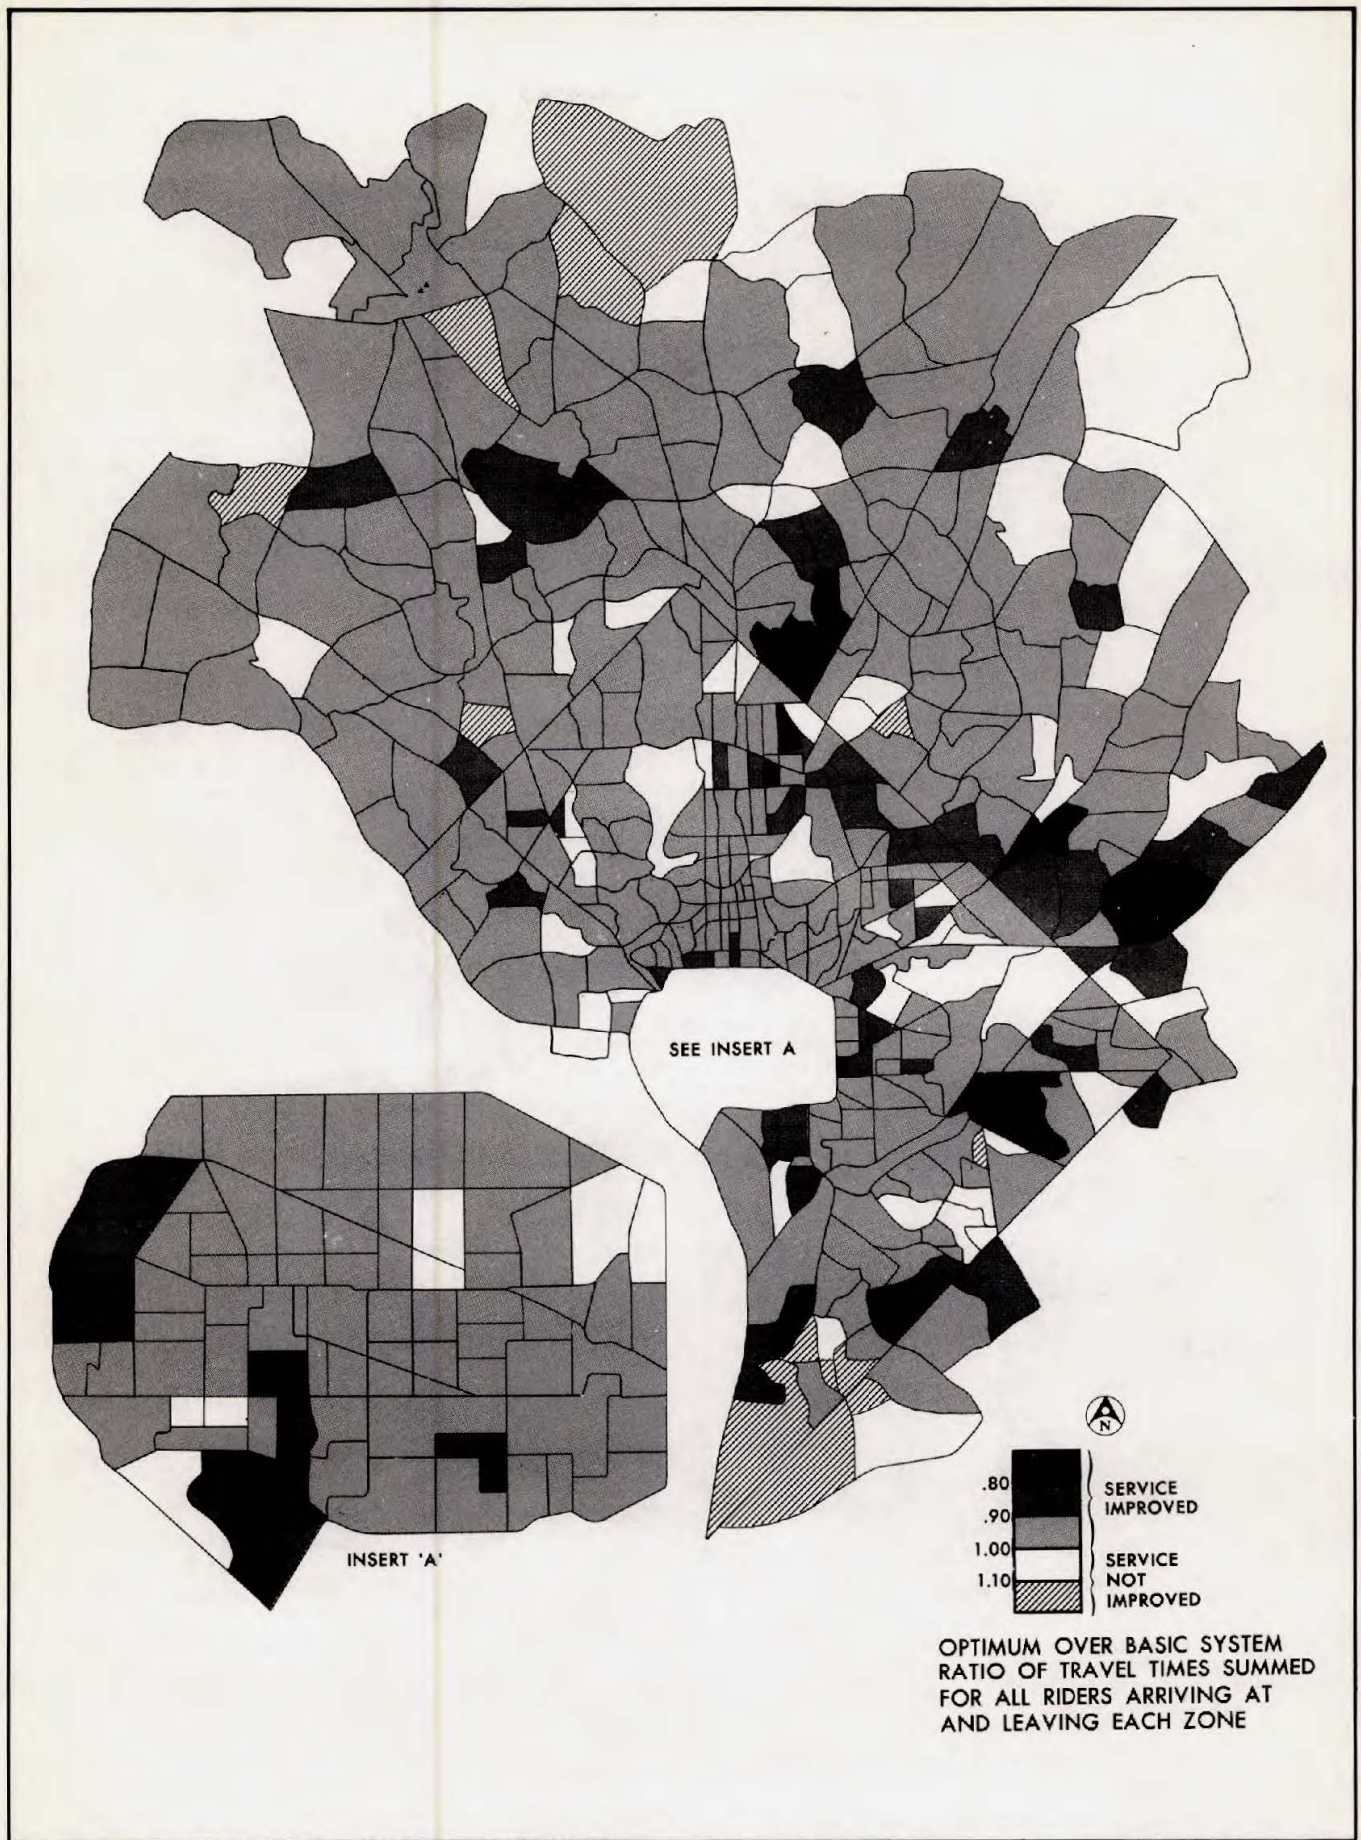 SEE INSERT A
INSERT 'A'
N
.80
.90
1.00
1.10
SERVICE
IMPROVED
SERVICE
NOT
IMPROVED
OPTIMUM OVER BASIC SYSTEM
RATIO OF TRAVEL TIMES SUMMED
FOR ALL RIDERS ARRIVING AT
AND LEAVING EACH ZONE